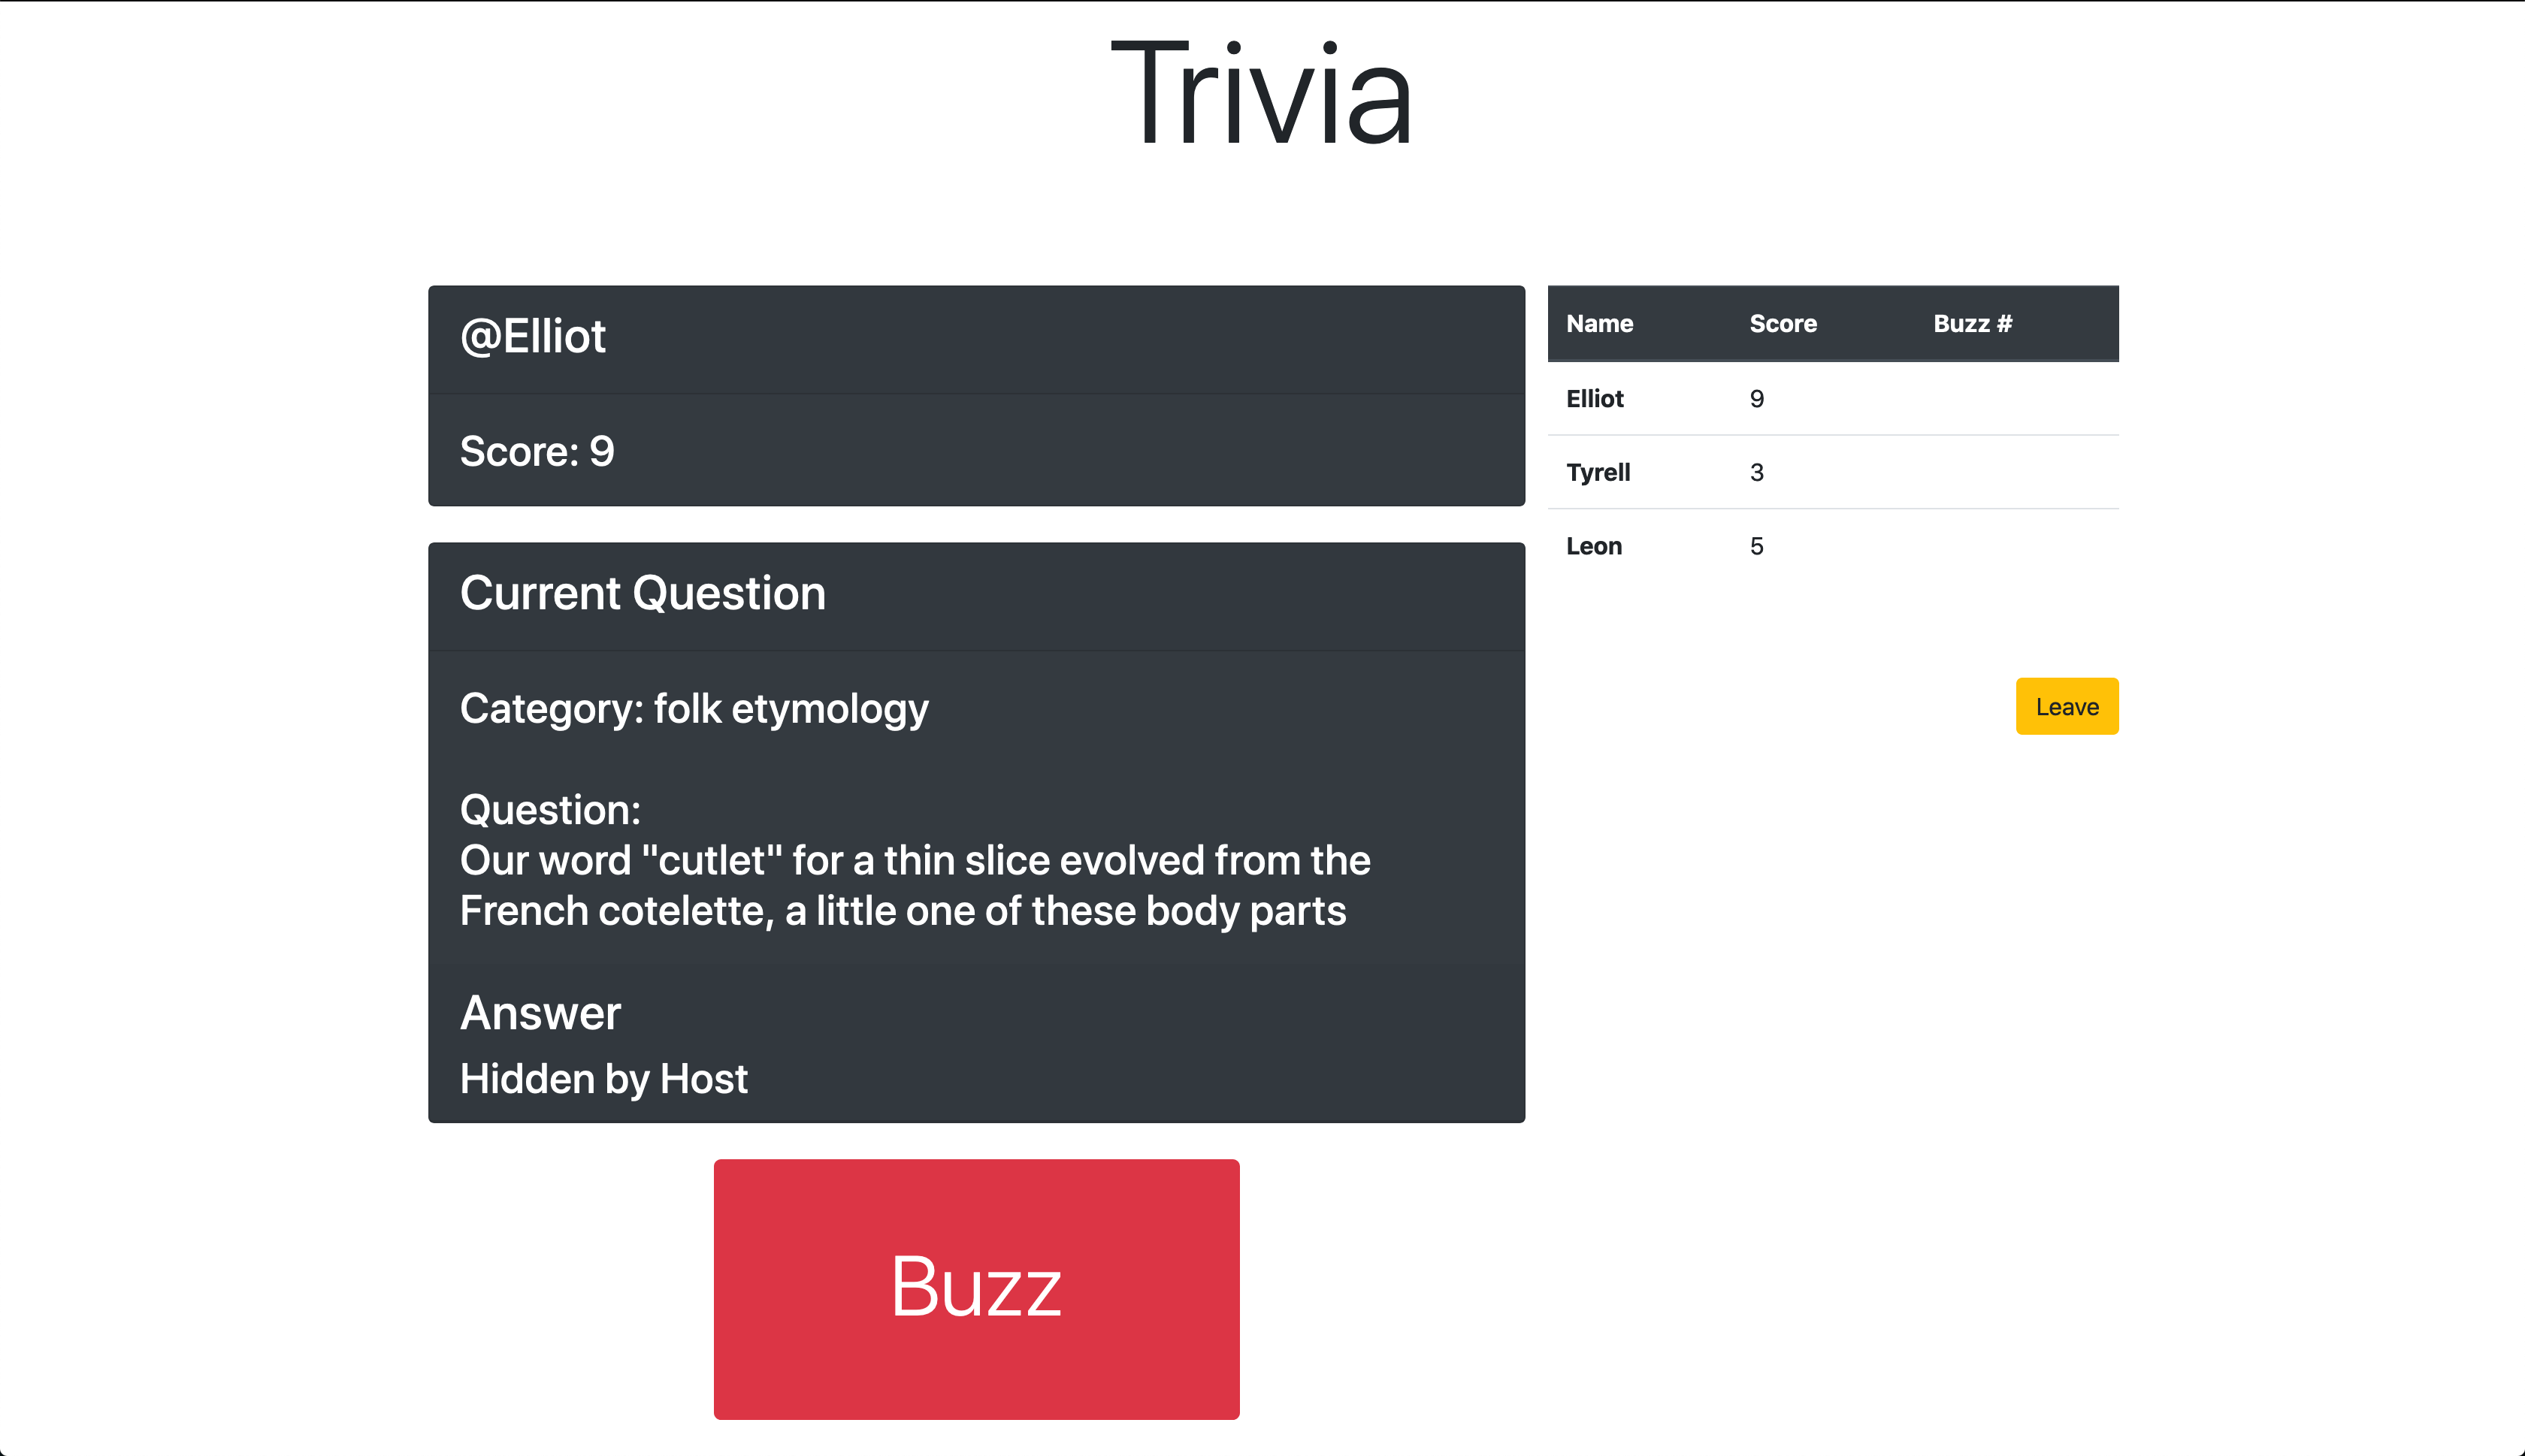 Trivia
@Elliot
Score: 9
Current Question
Category: folk etymology
Question:
Our word "cutlet" for a thin slice evolved from the
French cotelette, a little one of these body parts
Answer
Hidden by Host
Buzz
Name Score Buzz #
Elliot 9
Tyrell 3
Leon 5
Leave